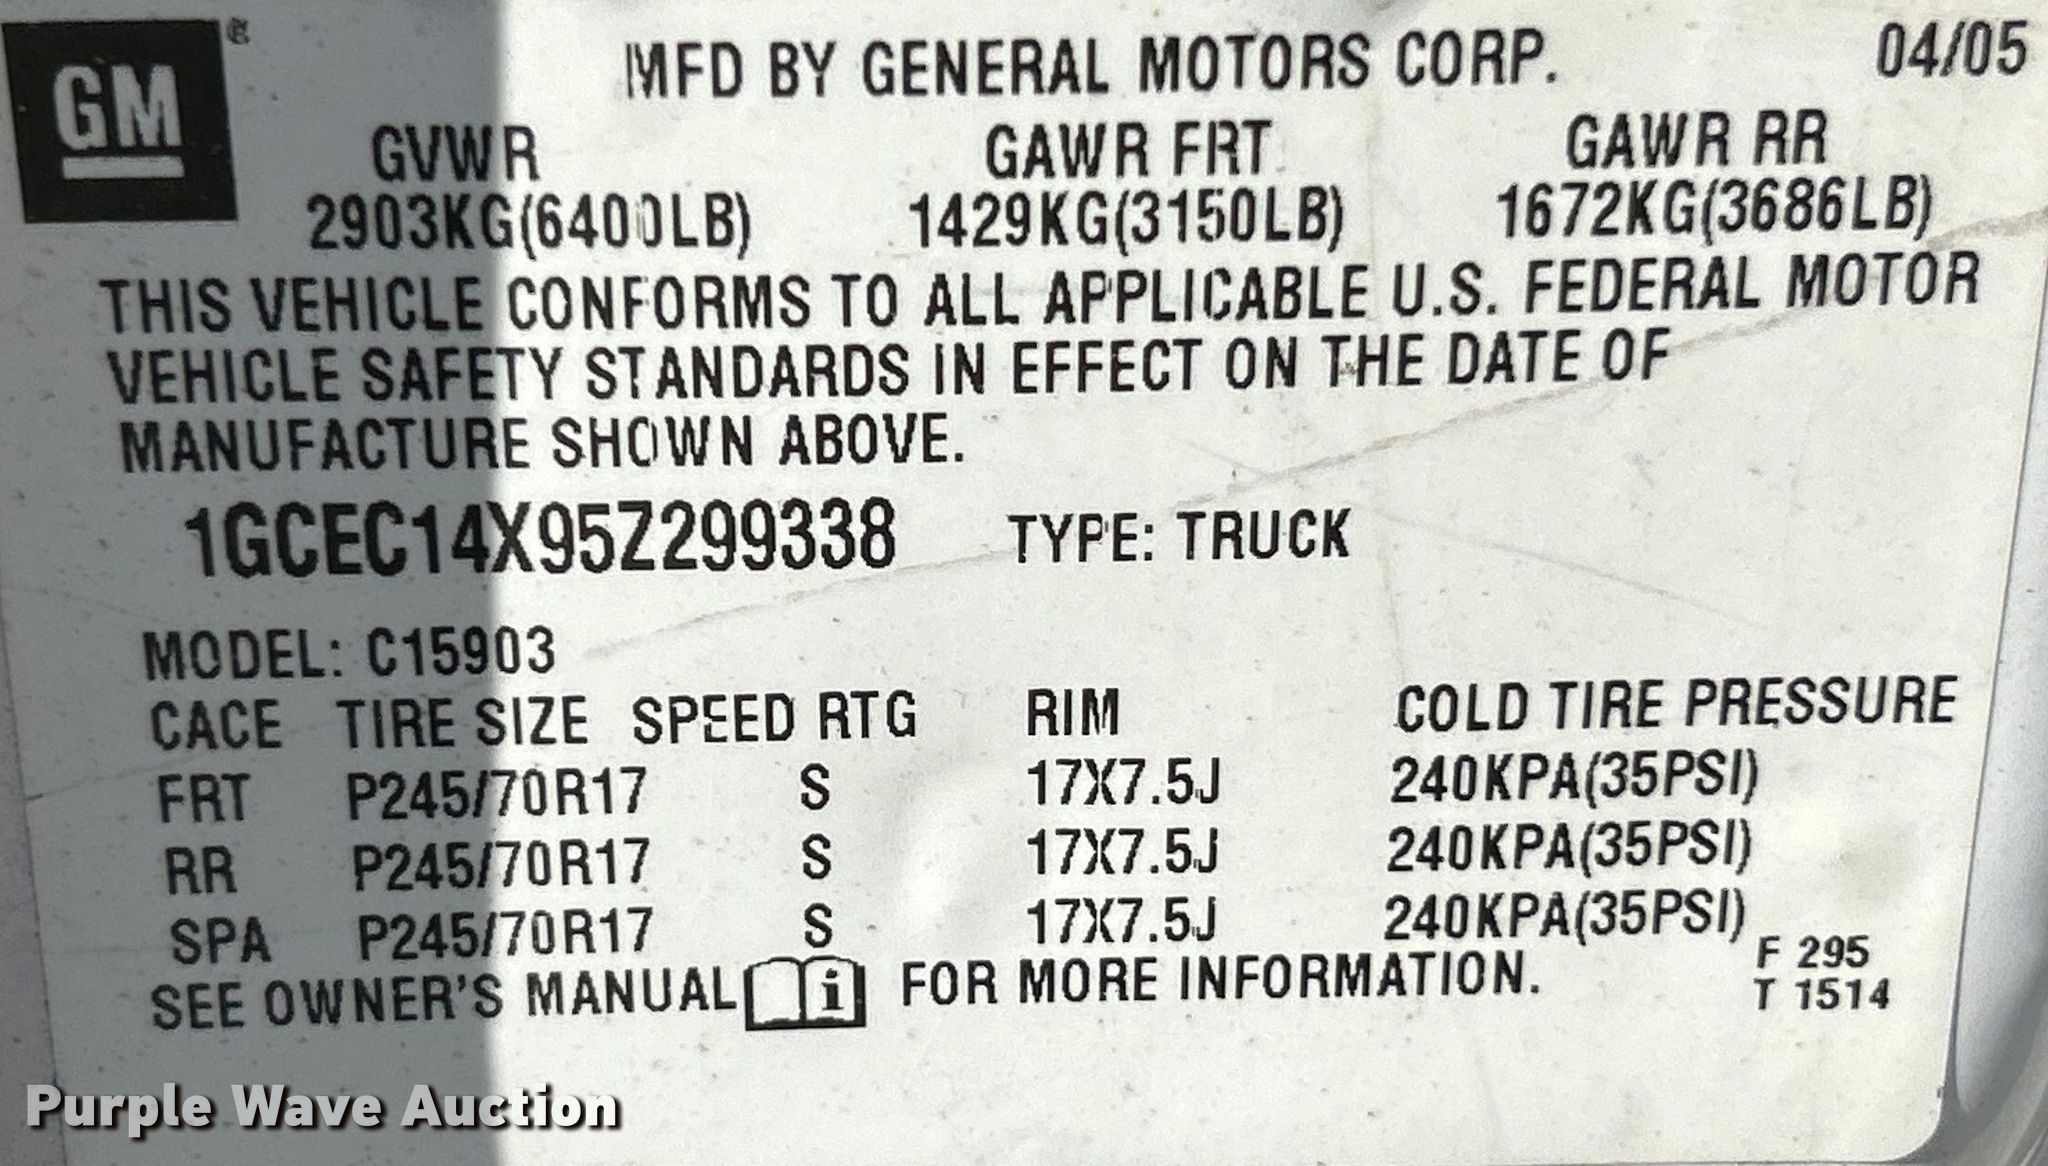 GM ®
MFD BY GENERAL MOTORS CORP. 04/05
GVWR GAWR FRT GAWR RR
2903KG(6400LB) 1429KG(3150LB) 1672KG(3686LB)
THIS VEHICLE CONFORMS TO ALL APPLICABLE U.S. FEDERAL MOTOR
VEHICLE SAFETY STANDARDS IN EFFECT ON THE DATE OF
MANUFACTURE SHOWN ABOVE.
1GCEC14X95Z299338 TYPE: TRUCK
MODEL: C15903
CACE TIRE SIZE SPEED RTG RIM COLD TIRE PRESSURE
FRT P245/70R17 S 17X7.5J 240KPA(35PSI)
RR P245/70R17 S 17X7.5J 240KPA(35PSI)
SPA P245/70R17 S 17X7.5J 240KPA(35PSI)
SEE OWNER'S MANUAL i FOR MORE INFORMATION.
F 295
T 1514
Purple Wave Auction